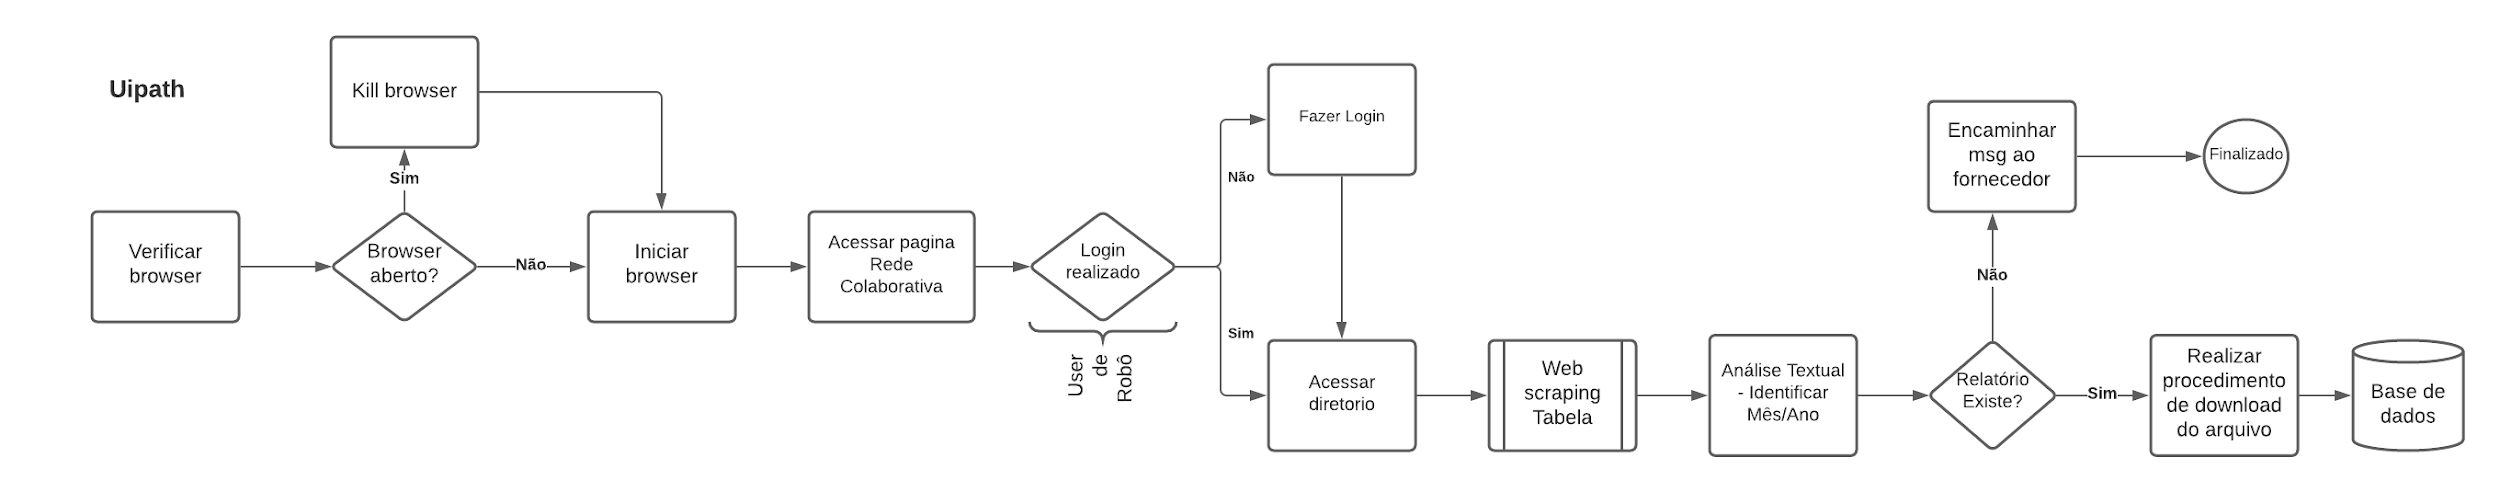 Uipath
Kill browser
Sim
Verificar
browser
Browser
aberto?
Não
Iniciar
browser
Acessar pagina
Rede
Colaborativa
Login
realizado
User
de
Robô
Não
Fazer Login
Sim
Acessar
diretorio
Web
scraping
Tabela
Análise Textual
- Identificar
Mês/Ano
Relatório
Existe?
Não
Encaminhar
msg ao
fornecedor
Finalizado
Sim
Realizar
procedimento
de download
do arquivo
Base de
dados